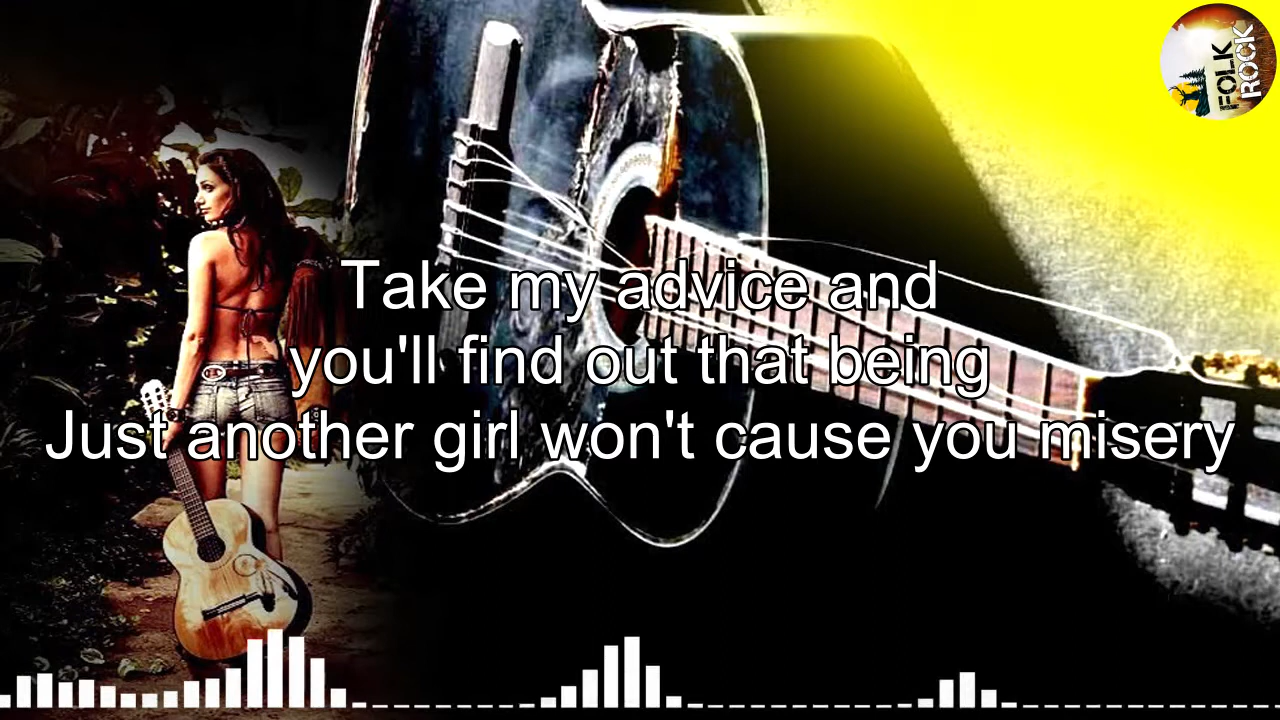 FOLK
ROCK
Take my advice and
you'll find out that being
Just another girl won't cause you misery